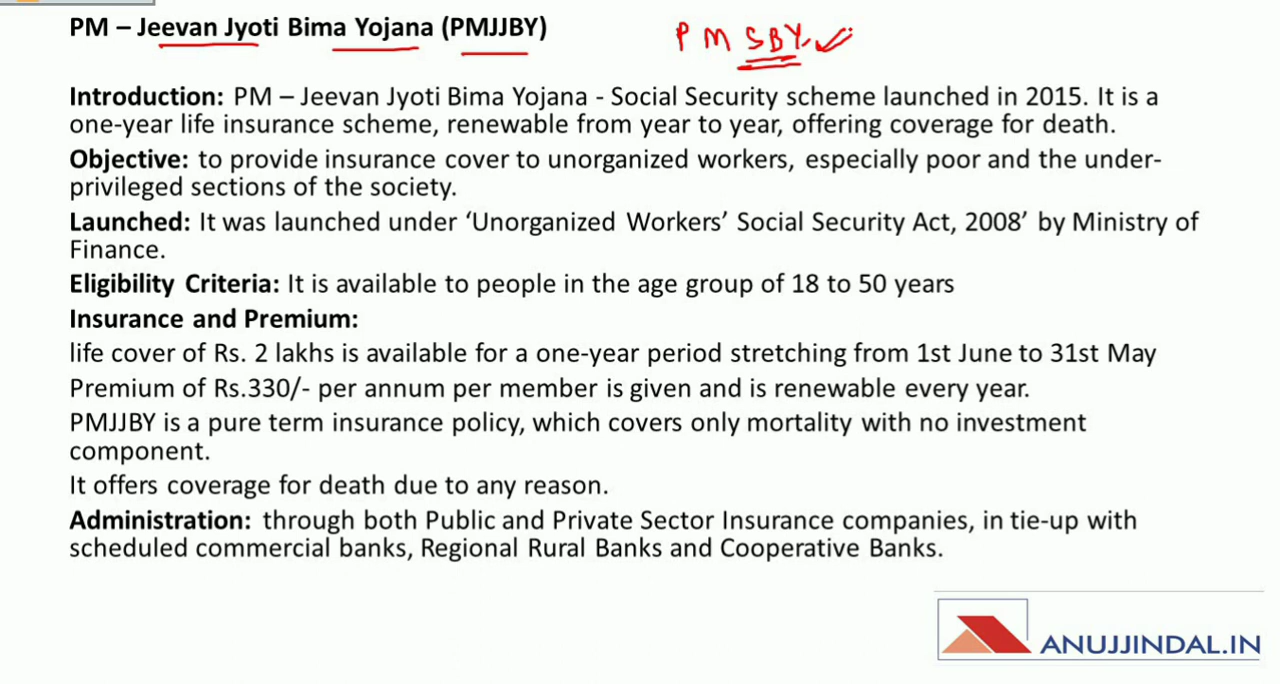 PM – Jeevan Jyoti Bima Yojana (PMJJBY)
PMSBY
Introduction: PM – Jeevan Jyoti Bima Yojana - Social Security scheme launched in 2015. It is a
one-year life insurance scheme, renewable from year to year, offering coverage for death.
Objective: to provide insurance cover to unorganized workers, especially poor and the under-
privileged sections of the society.
Launched: It was launched under ‘Unorganized Workers’ Social Security Act, 2008’ by Ministry of
Finance.
Eligibility Criteria: It is available to people in the age group of 18 to 50 years
Insurance and Premium:
life cover of Rs. 2 lakhs is available for a one-year period stretching from 1st June to 31st May
Premium of Rs.330/- per annum per member is given and is renewable every year.
PMJJBY is a pure term insurance policy, which covers only mortality with no investment
component.
It offers coverage for death due to any reason.
Administration: through both Public and Private Sector Insurance companies, in tie-up with
scheduled commercial banks, Regional Rural Banks and Cooperative Banks.
ANUJJINDAL.IN